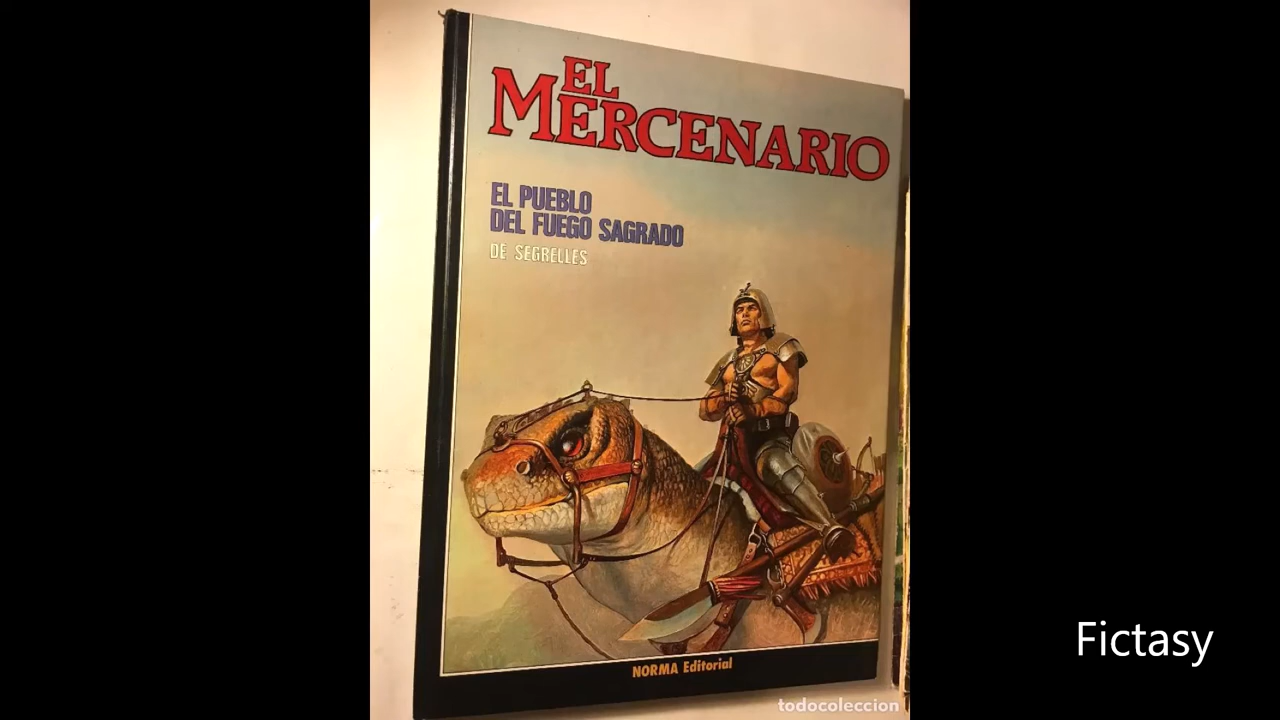 EL
MERCENARIO
EL PUEBLO
DEL FUEGO SAGRADO
DE SEGRELLES
NORMA Editorial
todocoleccion
Fictasy